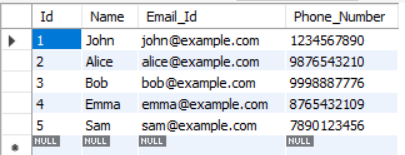 Id Name Email_Id Phone_Number
1 John john@example.com 1234567890
2 Alice alice@example.com 9876543210
3 Bob bob@example.com 9998887776
4 Emma emma@example.com 8765432109
5 Sam sam@example.com 7890123456
NULL NULL NULL NULL